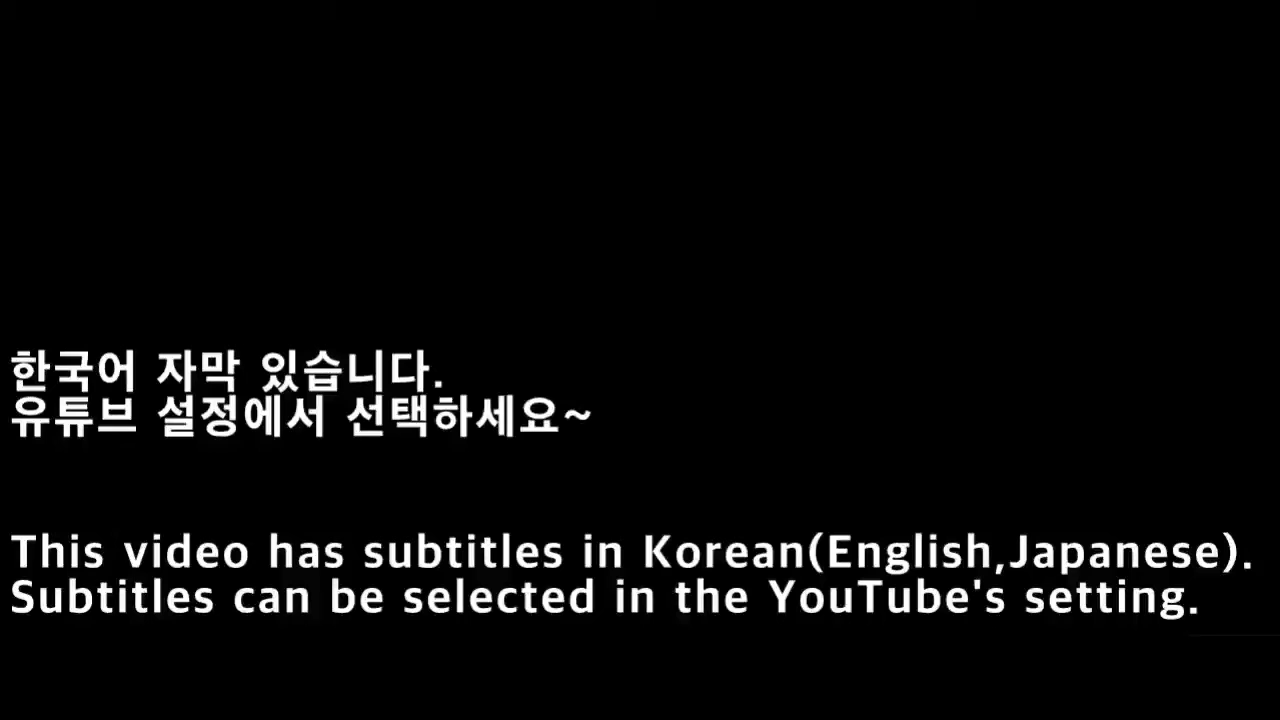 한국어 자막 있습니다.
유튜브 설정에서 선택하세요~
This video has subtitles in Korean(English,Japanese).
Subtitles can be selected in the YouTube's setting.